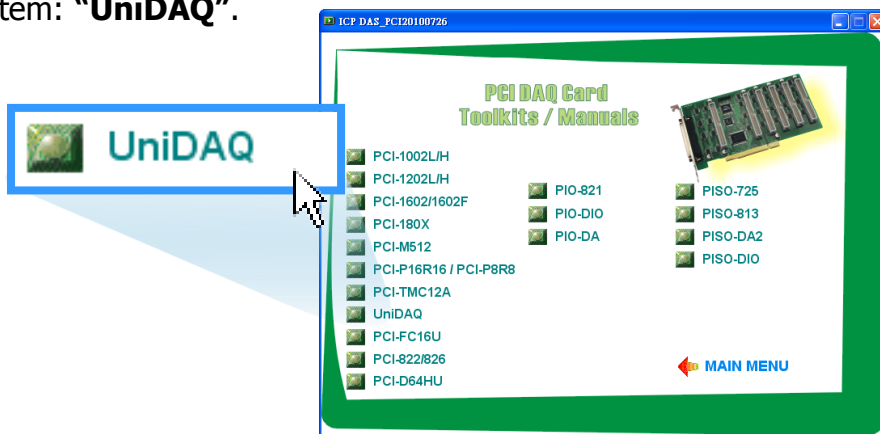 tem: “UniDAQ”.
ICP DAS_PCI20100726
PCI DAQ Card
Toolkits / Manuals
UniDAQ
PCI-1002L/H
PCI-1202L/H
PCI-1602/1602F
PCI-180X
PCI-M512
PCI-P16R16 / PCI-P8R8
PCI-TMC12A
UniDAQ
PCI-FC16U
PCI-822/826
PCI-D64HU
PIO-821
PIO-DIO
PIO-DA
PISO-725
PISO-813
PISO-DA2
PISO-DIO
MAIN MENU